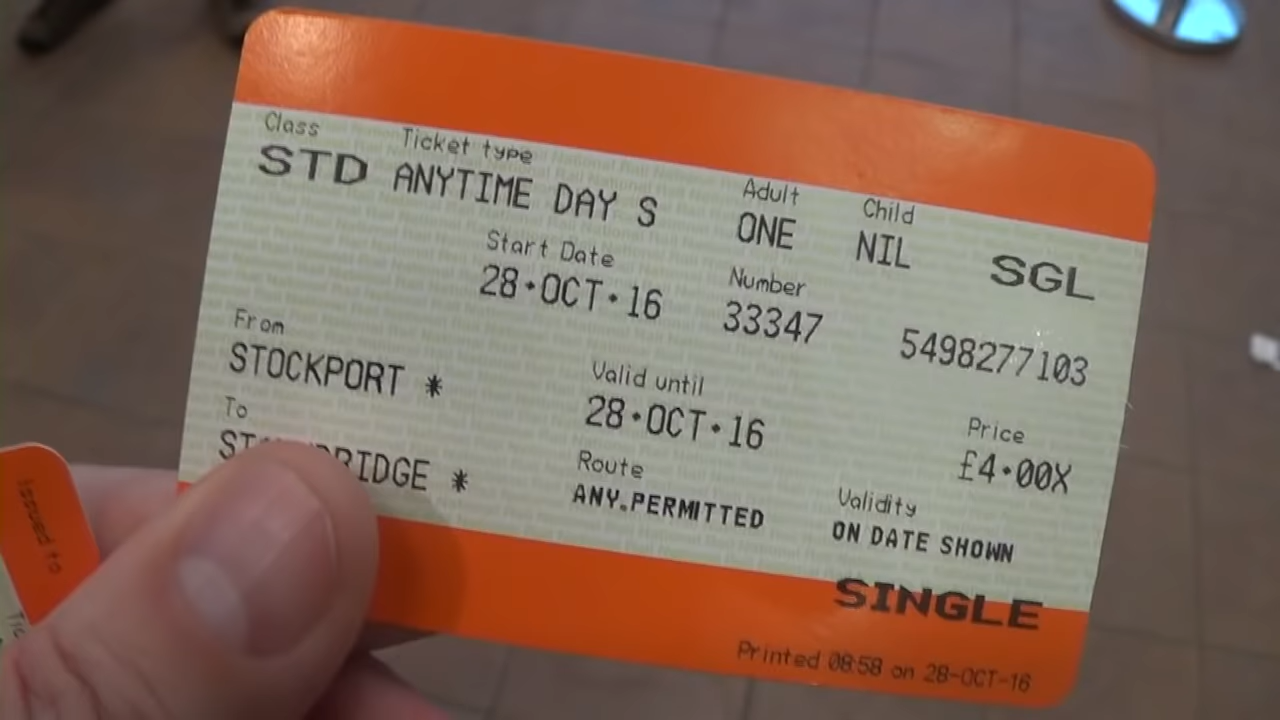 Class Ticket type Adult Child
STD ANYTIME DAY S ONE NIL SGL
Start Date Number
28·OCT·16 33347 5498277103
From Valid until
STOCKPORT * 28·OCT·16 Price
To Route £4·00X
*
ANY.PERMITTED Validity
ON DATE SHOWN
SINGLE
Printed 08:58 on 28-OCT-16
Issued to